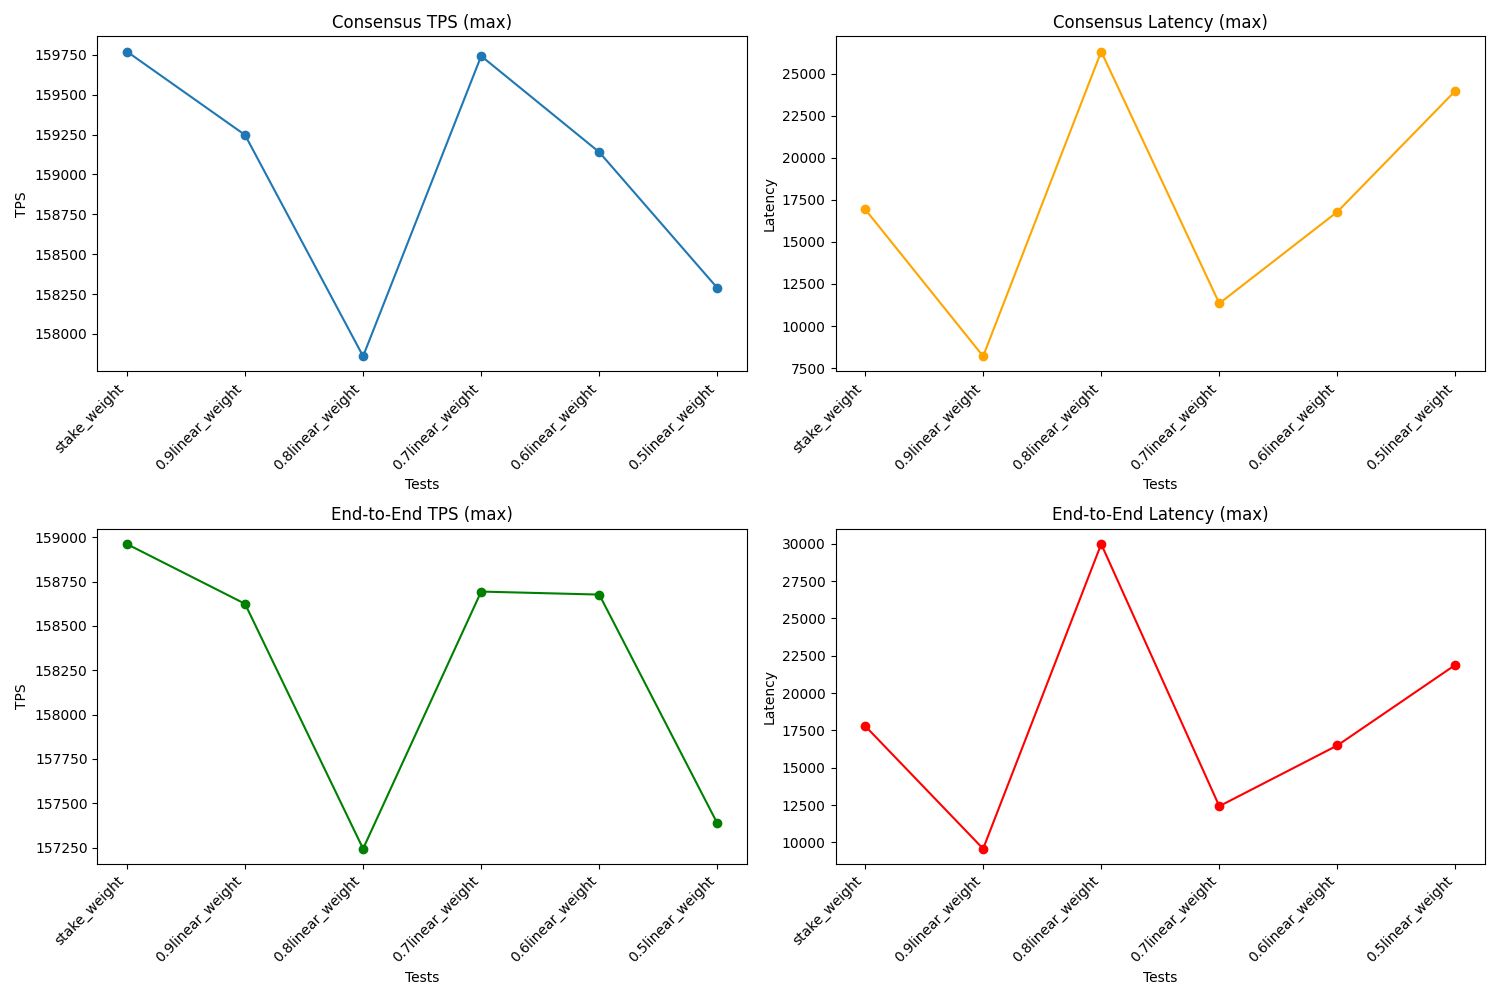 Consensus TPS (max)
TPS
159750
159500
159250
159000
158750
158500
158250
158000
stake_weight
0.9linear_weight
0.8linear_weight
0.7linear_weight
0.6linear_weight
0.5linear_weight
Tests
Consensus Latency (max)
Latency
25000
22500
20000
17500
15000
12500
10000
7500
stake_weight
0.9linear_weight
0.8linear_weight
0.7linear_weight
0.6linear_weight
0.5linear_weight
Tests
End-to-End TPS (max)
TPS
159000
158750
158500
158250
158000
157750
157500
157250
stake_weight
0.9linear_weight
0.8linear_weight
0.7linear_weight
0.6linear_weight
0.5linear_weight
Tests
End-to-End Latency (max)
Latency
30000
27500
25000
22500
20000
17500
15000
12500
10000
stake_weight
0.9linear_weight
0.8linear_weight
0.7linear_weight
0.6linear_weight
0.5linear_weight
Tests